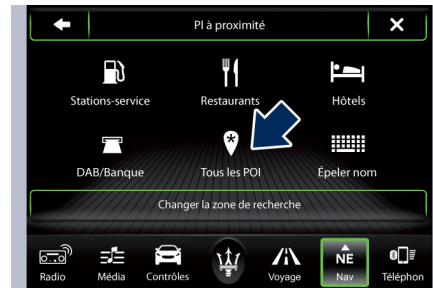 PI à proximité
Stations-service
Restaurants
Hôtels
DAB/Banque
Tous les POI
Épeler nom
Changer la zone de recherche
NE
Radio
Média
Contrôles
Voyage
Nav
Téléphon